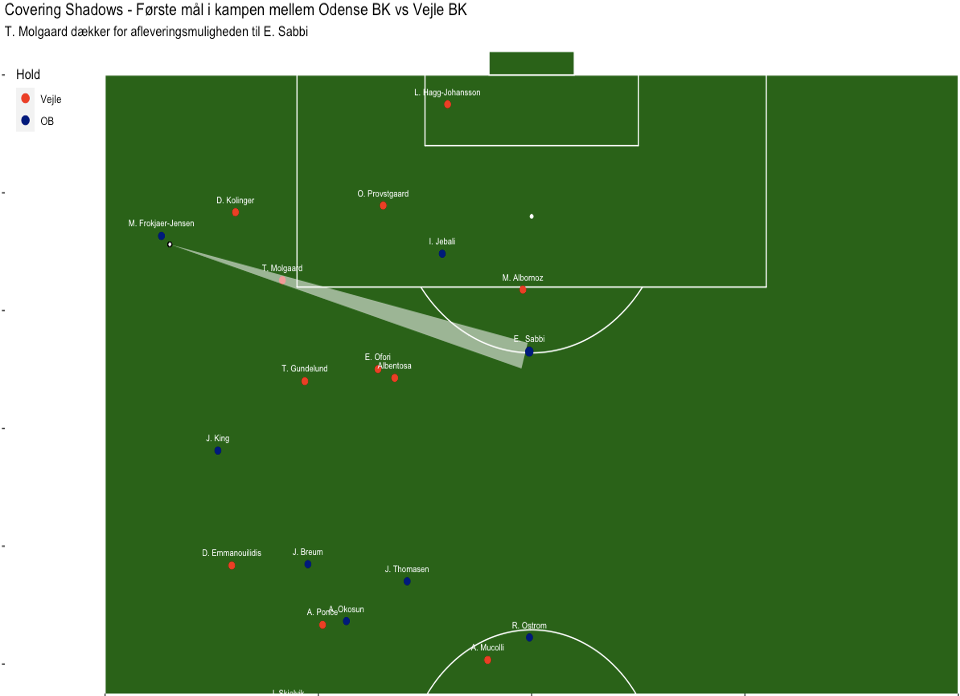 Covering Shadows - Første mål i kampen mellem Odense BK vs Vejle BK
T. Molgaard dækker for afleveringsmuligheden til E. Sabbi
Hold
Vejle
OB
L. Hagg-Johansson
O. Provstgaard
D. Kolinger
M. Frokjaer-Jensen
I. Jebali
T. Molgaard
M. Albornoz
E. Sabbi
E. Ofori
Albentosa
T. Gundelund
J. King
D. Emmanouilidis
J. Breum
J. Thomasen
A. Ponce
A. Okosun
R. Ostrom
A. Mucolli